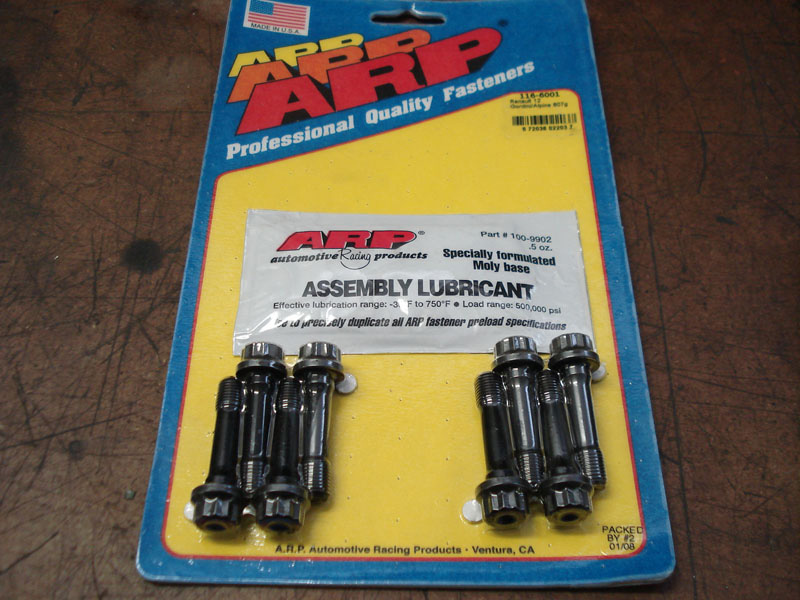 MADE IN U.S.A.
ARP
ARP
ARP®
Professional Quality Fasteners
116-6001
Renault 12
Gordini/Alpine 807g
ARP®
automotive Racing products
Part # 100-9902
.5 oz.
Specially formulated
Moly base
ASSEMBLY LUBRICANT
Effective lubrication range: -3 °F to 750°F ● Load range: 500,000 psi
to precisely duplicate all ARP fastener preload specifications
PACKED
BY #2
01/08
A.R.P. Automotive Racing Products · Ventura, CA